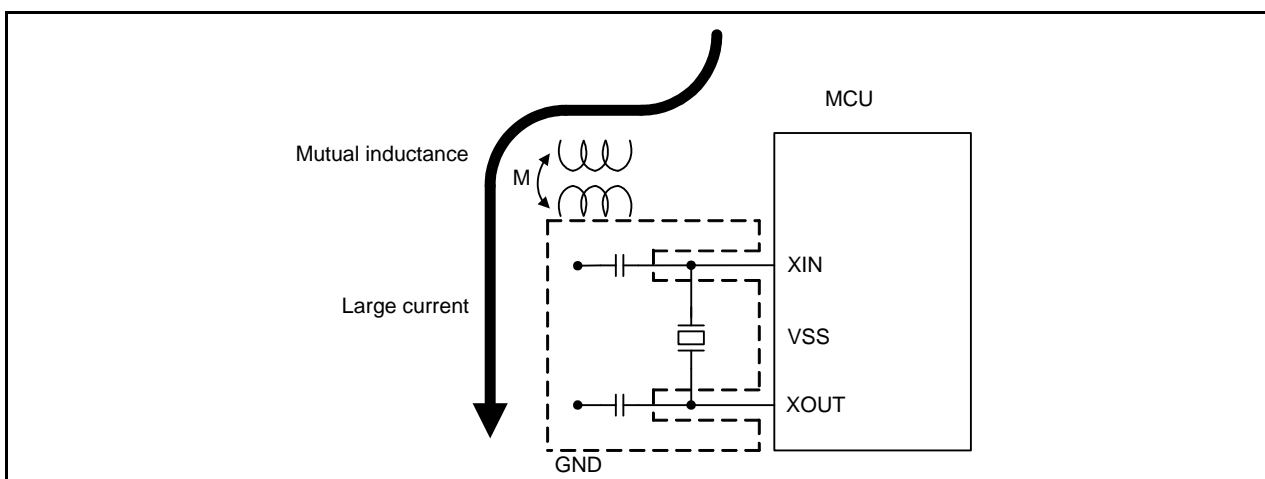 MCU
Mutual inductance
M
XIN
Large current
VSS
XOUT
GND